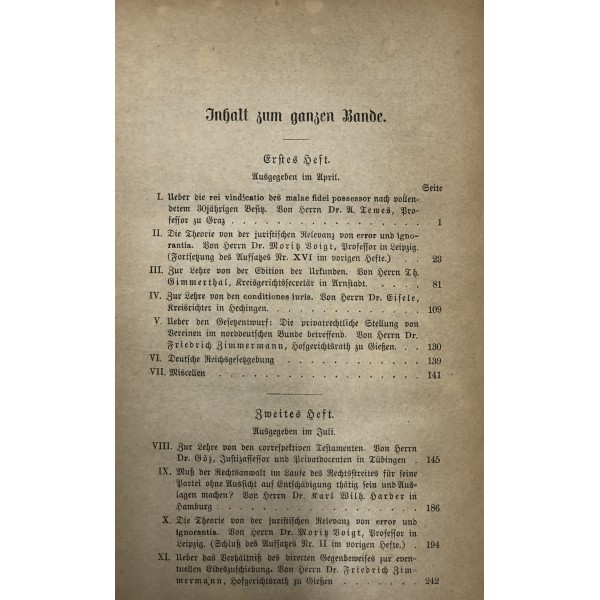 Inhalt zum ganzen Bande.
Erstes Heft.
Ausgegeben im April.
Seite
I. Ueber die rei vindicatio des malae fidei possessor nach vollen-
detem 30jährigen Besitz. Von Herrn Dr. A. Tewes, Pro-
fessor zu Graz . . . . . . . . . . . . . 1
II. Die Theorie von der juristischen Relevanz von error und igno-
rantia. Von Herrn Dr. Moritz Voigt, Professor in Leipzig.
(Fortsetzung des Aufsatzes Nr. XVI im vorigen Hefte.) . . 23
III. Zur Lehre von der Edition der Urkunden. Von Herrn Th.
Gimmerthal, Kreisgerichtssecretär in Arnstadt. . . . . 81
IV. Zur Lehre von den conditiones iuris. Von Herrn Dr. Eisele,
Kreisrichter in Hechingen. . . . . . . . . . 109
V. Ueber den Gesetzentwurf: Die privatrechtliche Stellung von
Vereinen im norddeutschen Bunde betreffend. Von Herrn Dr.
Friedrich Zimmermann, Hofgerichtsrath zu Gießen. . . 130
VI. Deutsche Reichsgesetzgebung . . . . . . . . . 139
VII. Miscellen . . . . . . . . . . . . . 141
Zweites Heft.
Ausgegeben im Juli.
VIII. Zur Lehre von den correspektiven Testamenten. Von Herrn
Dr. Göz, Justizassessor und Privatdocenten in Tübingen . 145
IX. Muß der Rechtsanwalt im Laufe des Rechtsstreites für seine
Partei ohne Aussicht auf Entschädigung thätig sein und Aus-
lagen machen? Von Herrn Dr. Karl Wilh. Harder in
Hamburg . . . . . . . . . . . . . 186
X. Die Theorie von der juristischen Relevanz von error und
ignorantia. Von Herrn Dr. Moritz Voigt, Professor in
Leipzig. (Schluß des Aufsatzes Nr. II im vorigen Hefte.) . 194
XI. Ueber das Verhältniß des directen Gegenbeweises zur even-
tuellen Eideszuschiebung. Von Herrn Dr. Friedrich Zim-
mermann, Hofgerichtsrath zu Gießen . . . . . . 242